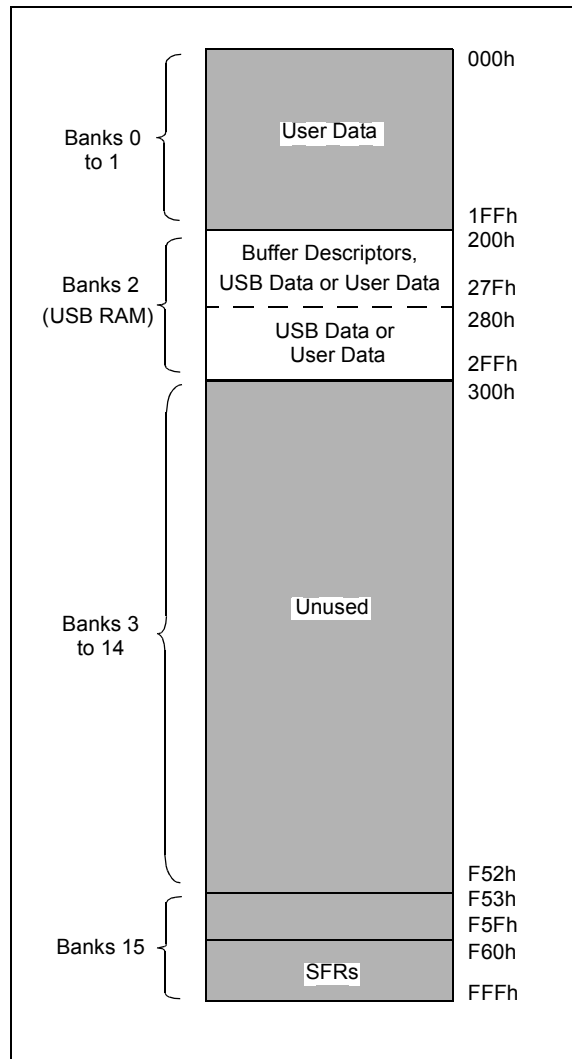 000h
User Data
Banks 0
to 1
1FFh
200h
Buffer Descriptors,
USB Data or User Data
27Fh
Banks 2
(USB RAM)
280h
USB Data or
User Data
2FFh
300h
Unused
Banks 3
to 14
F52h
F53h
F5Fh
Banks 15
F60h
SFRs
FFFh